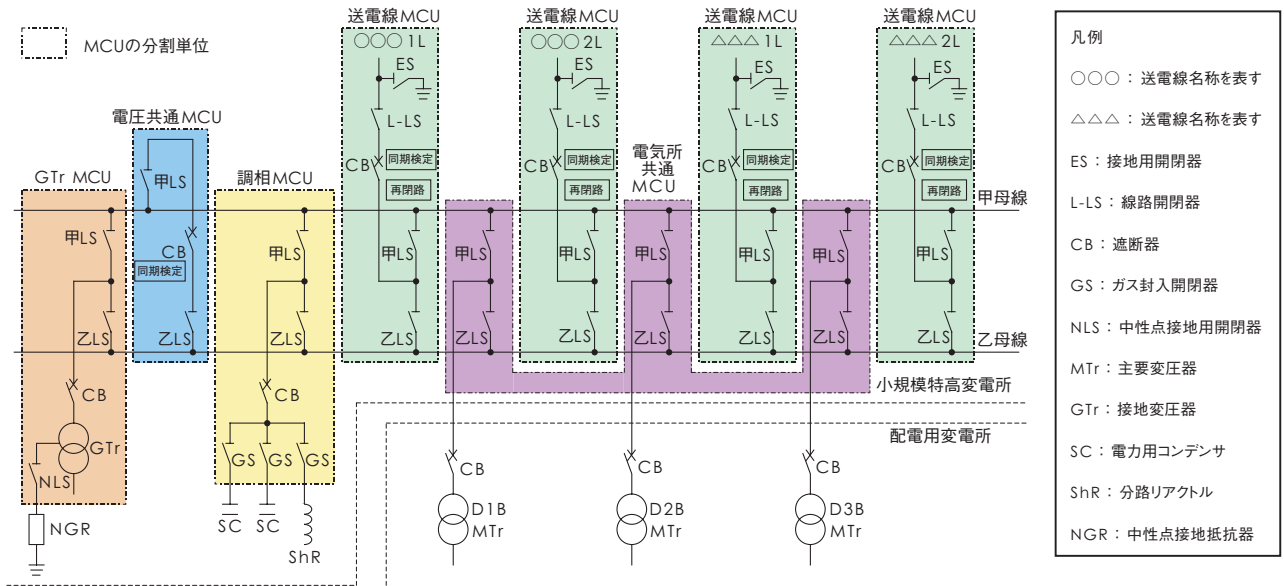 MCUの分割単位
送電線MCU
○○○ 1L
ES
L-LS
CB
同期検定
再閉路
甲LS
乙LS
送電線MCU
○○○ 2L
ES
L-LS
CB
同期検定
再閉路
甲LS
乙LS
送電線MCU
△△△ 1L
ES
L-LS
CB
同期検定
再閉路
甲LS
乙LS
送電線MCU
△△△ 2L
ES
L-LS
CB
同期検定
再閉路
甲LS
乙LS
電圧共通MCU
甲LS
CB
同期検定
乙LS
GTr MCU
甲LS
乙LS
CB
GTr
NLS
NGR
調相MCU
甲LS
乙LS
CB
GS
GS
GS
SC
SC
ShR
電気所
共通
MCU
甲LS
乙LS
甲LS
乙LS
甲LS
乙LS
甲母線
乙母線
小規模特高変電所
配電用変電所
CB
D1B
MTr
CB
D2B
MTr
CB
D3B
MTr
凡例
○○○：送電線名称を表す
△△△：送電線名称を表す
ES：接地用開閉器
L-LS：線路開閉器
CB：遮断器
GS：ガス封入開閉器
NLS：中性点接地用開閉器
MTr：主要変圧器
GTr：接地変圧器
SC：電力用コンデンサ
ShR：分路リアクトル
NGR：中性点接地抵抗器